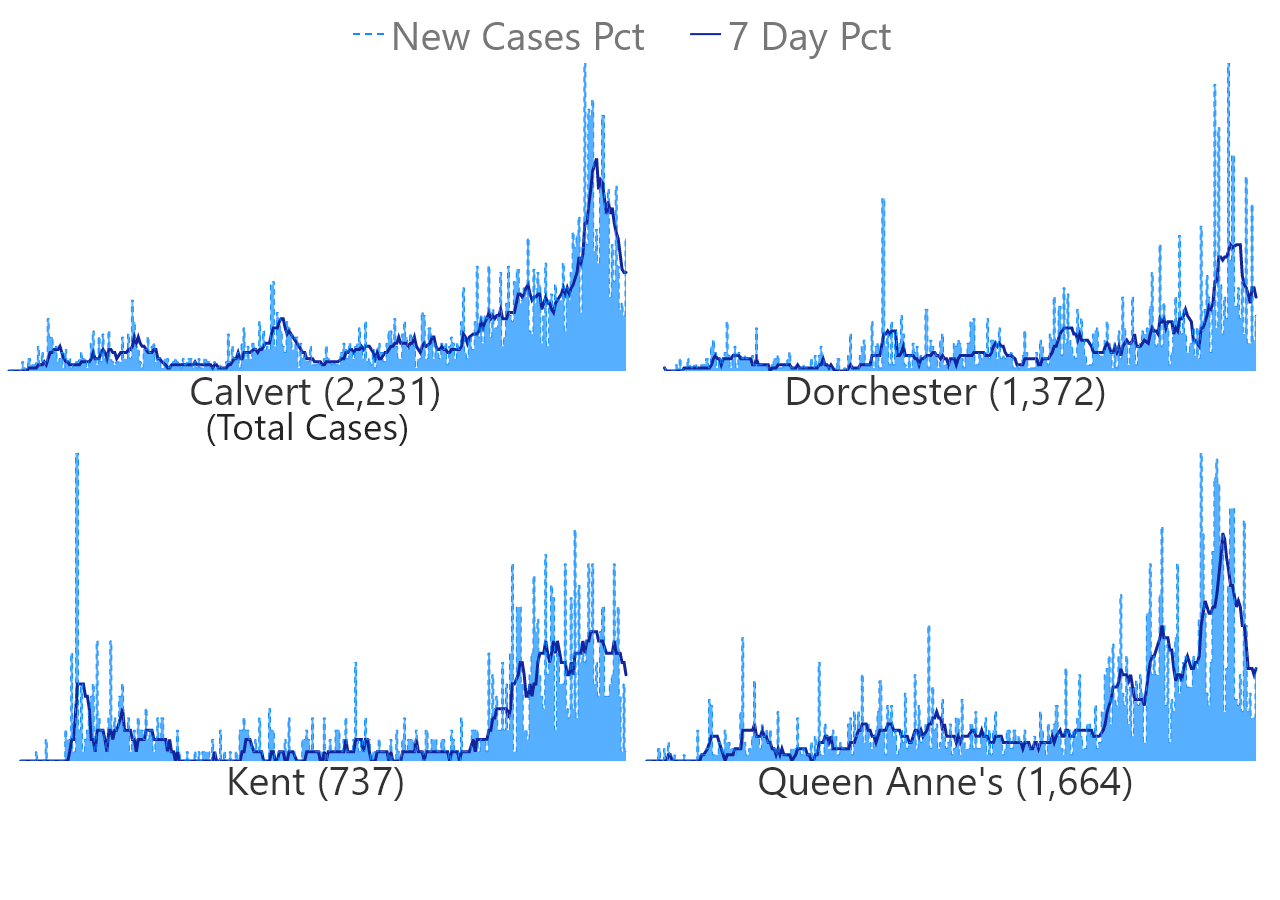 New Cases Pct 7 Day Pct
Calvert (2,231)
(Total Cases)
Dorchester (1,372)
Kent (737)
Queen Anne's (1,664)